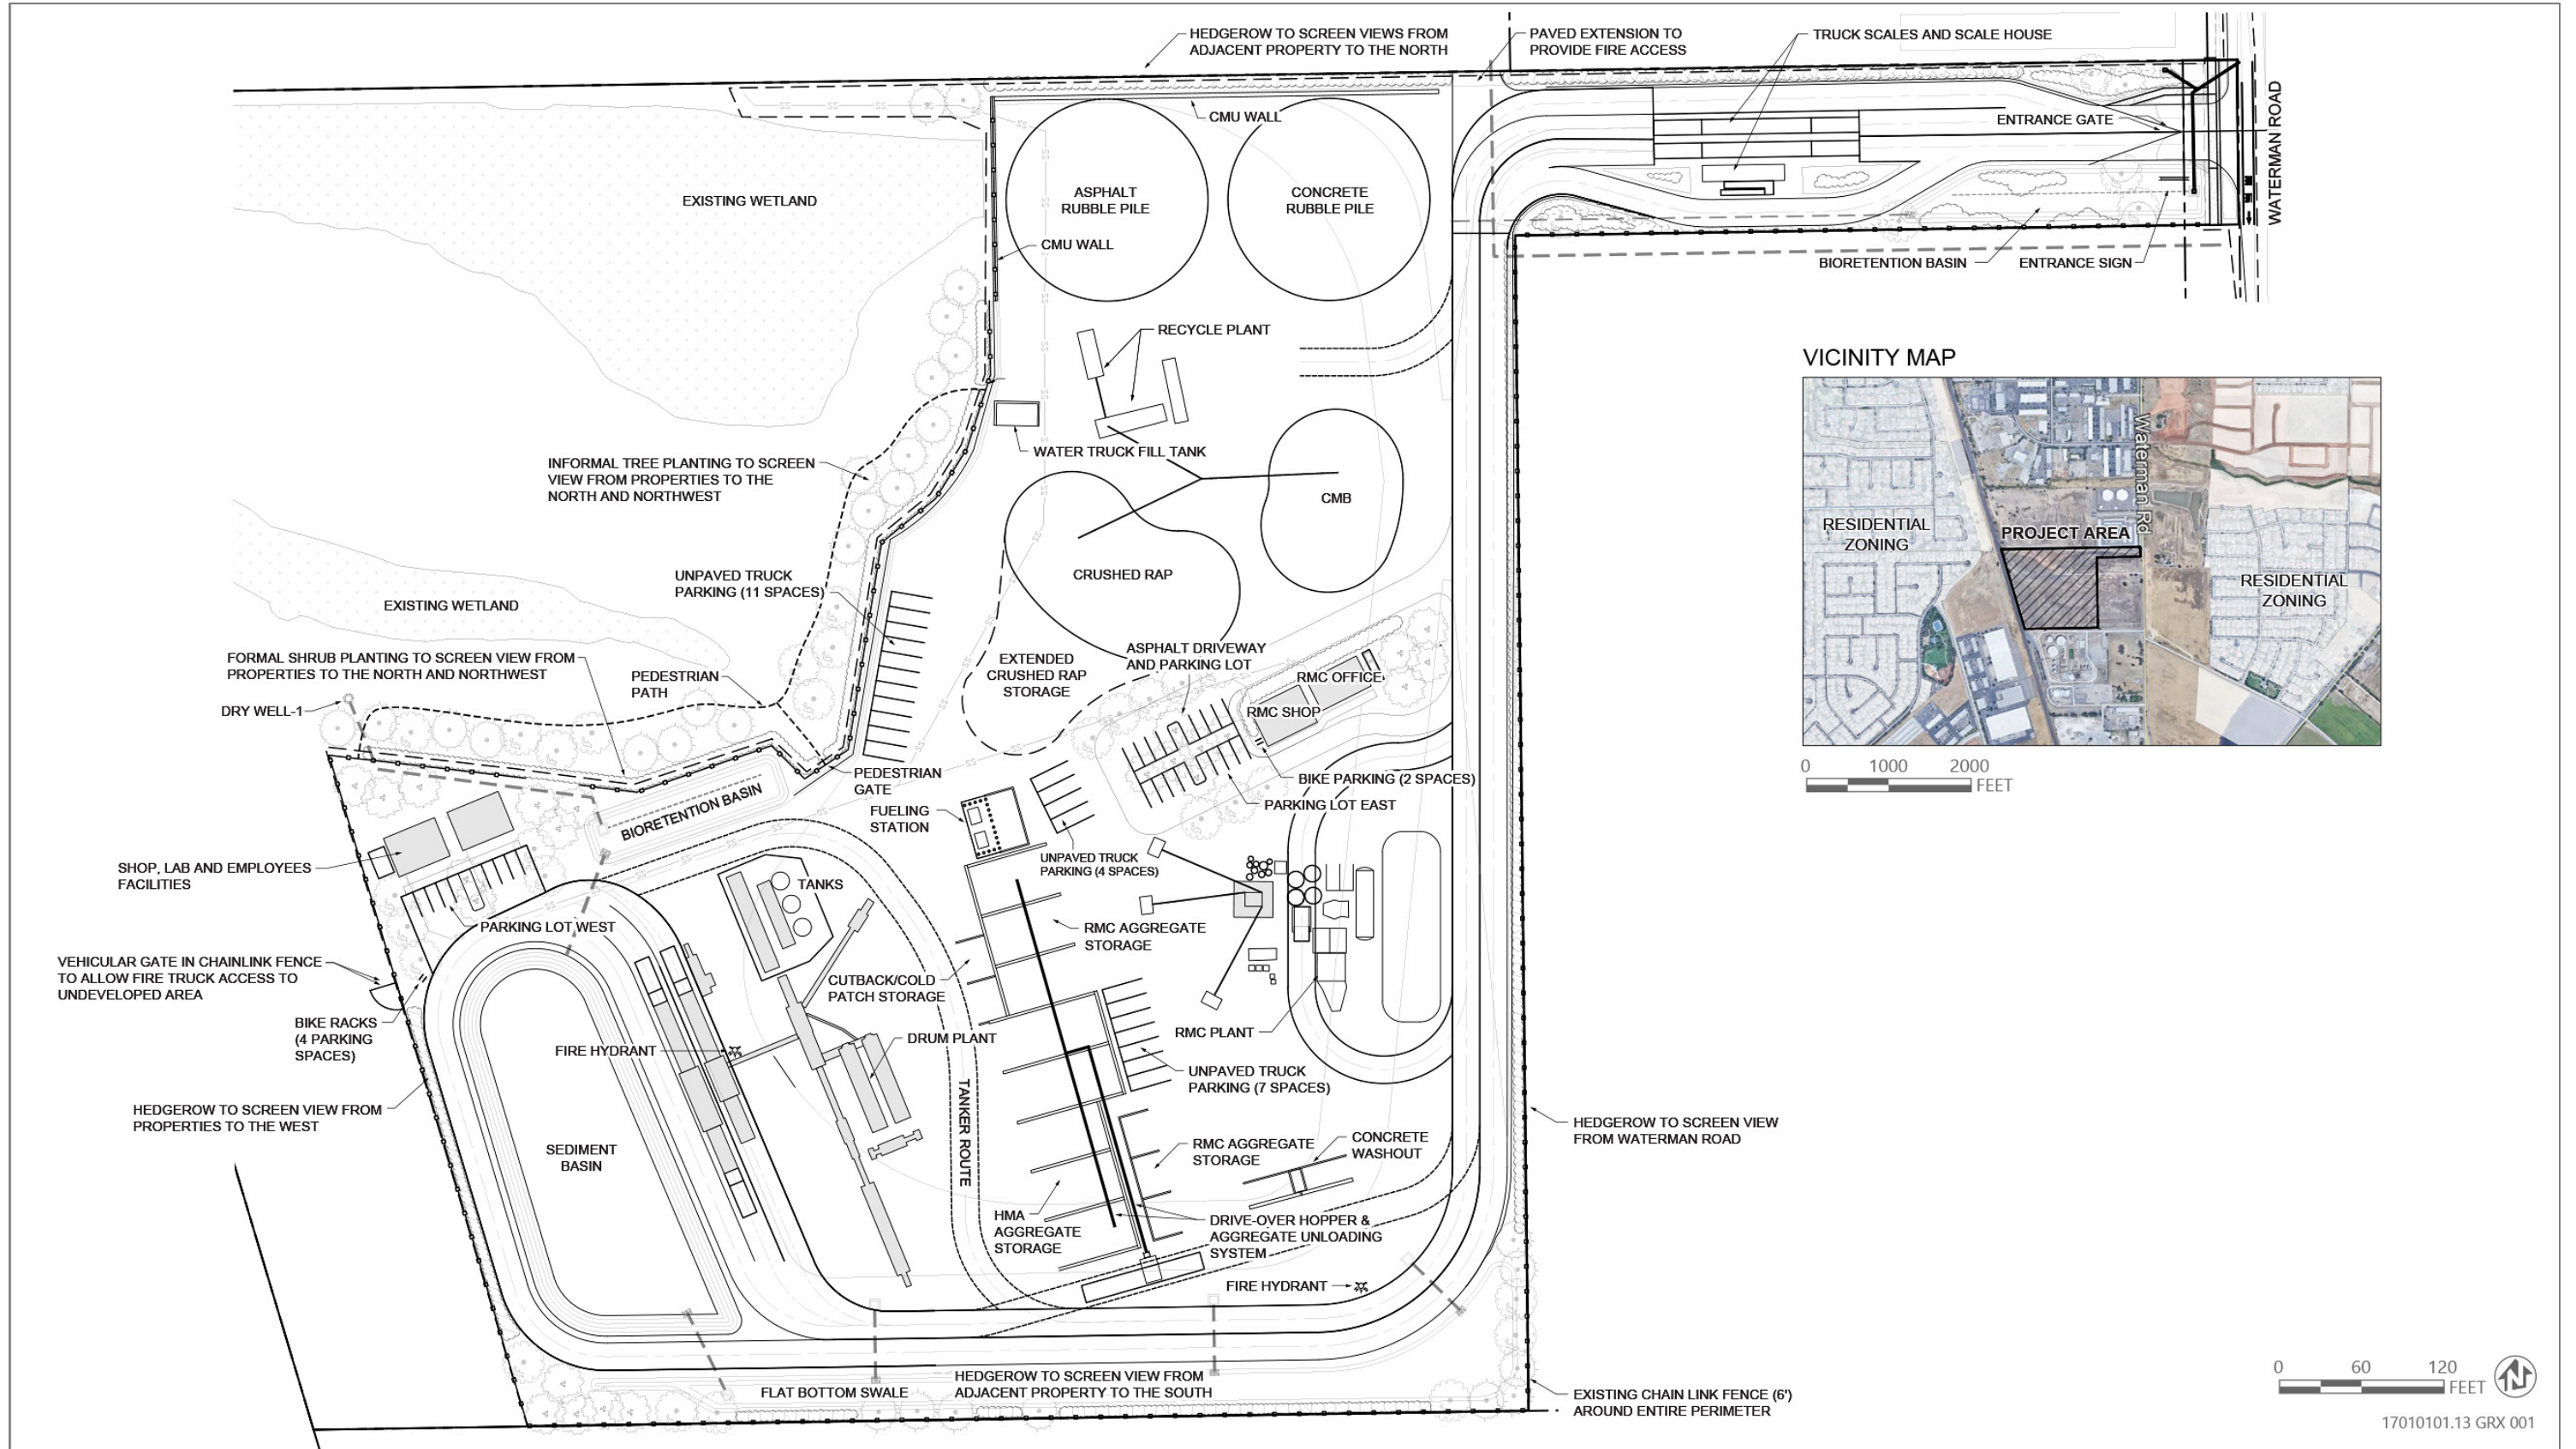 HEDGEROW TO SCREEN VIEWS FROM
ADJACENT PROPERTY TO THE NORTH
PAVED EXTENSION TO
PROVIDE FIRE ACCESS
TRUCK SCALES AND SCALE HOUSE
WATERMAN ROAD
ENTRANCE GATE
CMU WALL
ASPHALT
RUBBLE PILE
CONCRETE
RUBBLE PILE
EXISTING WETLAND
CMU WALL
BIORETENTION BASIN
ENTRANCE SIGN
RECYCLE PLANT
VICINITY MAP
Waterman Rd
RESIDENTIAL
ZONING
PROJECT AREA
RESIDENTIAL
ZONING
0 1000 2000
FEET
WATER TRUCK FILL TANK
INFORMAL TREE PLANTING TO SCREEN
VIEW FROM PROPERTIES TO THE
NORTH AND NORTHWEST
CMB
CRUSHED RAP
UNPAVED TRUCK
PARKING (11 SPACES)
EXISTING WETLAND
FORMAL SHRUB PLANTING TO SCREEN VIEW FROM
PROPERTIES TO THE NORTH AND NORTHWEST
PEDESTRIAN
PATH
EXTENDED
CRUSHED RAP
STORAGE
ASPHALT DRIVEWAY
AND PARKING LOT
RMC OFFICE
RMC SHOP
DRY WELL-1
PEDESTRIAN
GATE
BIKE PARKING (2 SPACES)
PARKING LOT EAST
BIORETENTION BASIN
FUELING
STATION
UNPAVED TRUCK
PARKING (4 SPACES)
SHOP, LAB AND EMPLOYEES
FACILITIES
TANKS
PARKING LOT WEST
RMC AGGREGATE
STORAGE
VEHICULAR GATE IN CHAINLINK FENCE
TO ALLOW FIRE TRUCK ACCESS TO
UNDEVELOPED AREA
CUTBACK/COLD
PATCH STORAGE
BIKE RACKS
(4 PARKING
SPACES)
FIRE HYDRANT
DRUM PLANT
RMC PLANT
UNPAVED TRUCK
PARKING (7 SPACES)
TANKER ROUTE
HEDGEROW TO SCREEN VIEW FROM
PROPERTIES TO THE WEST
HEDGEROW TO SCREEN VIEW
FROM WATERMAN ROAD
SEDIMENT
BASIN
RMC AGGREGATE
STORAGE
CONCRETE
WASHOUT
HMA
AGGREGATE
STORAGE
DRIVE-OVER HOPPER &
AGGREGATE UNLOADING
SYSTEM
FIRE HYDRANT
HEDGEROW TO SCREEN VIEW FROM
ADJACENT PROPERTY TO THE SOUTH
FLAT BOTTOM SWALE
EXISTING CHAIN LINK FENCE (6')
AROUND ENTIRE PERIMETER
0 60 120
FEET
N
17010101.13 GRX 001